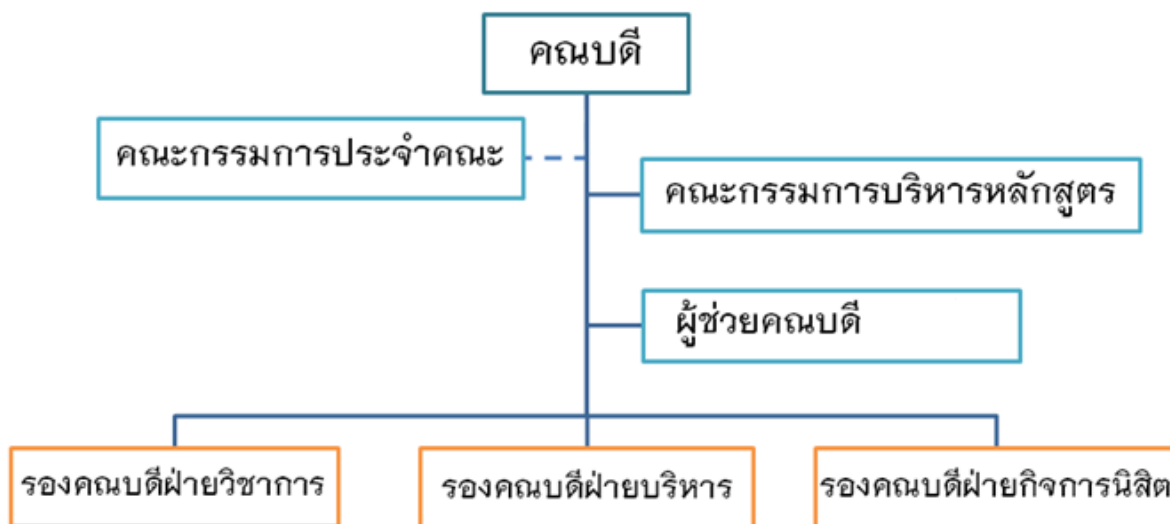 คณบดี
คณะกรรมการประจำคณะ
คณะกรรมการบริหารหลักสูตร
ผู้ช่วยคณบดี
รองคณบดีฝ่ายวิชาการ
รองคณบดีฝ่ายบริหาร
รองคณบดีฝ่ายกิจการนิสิต